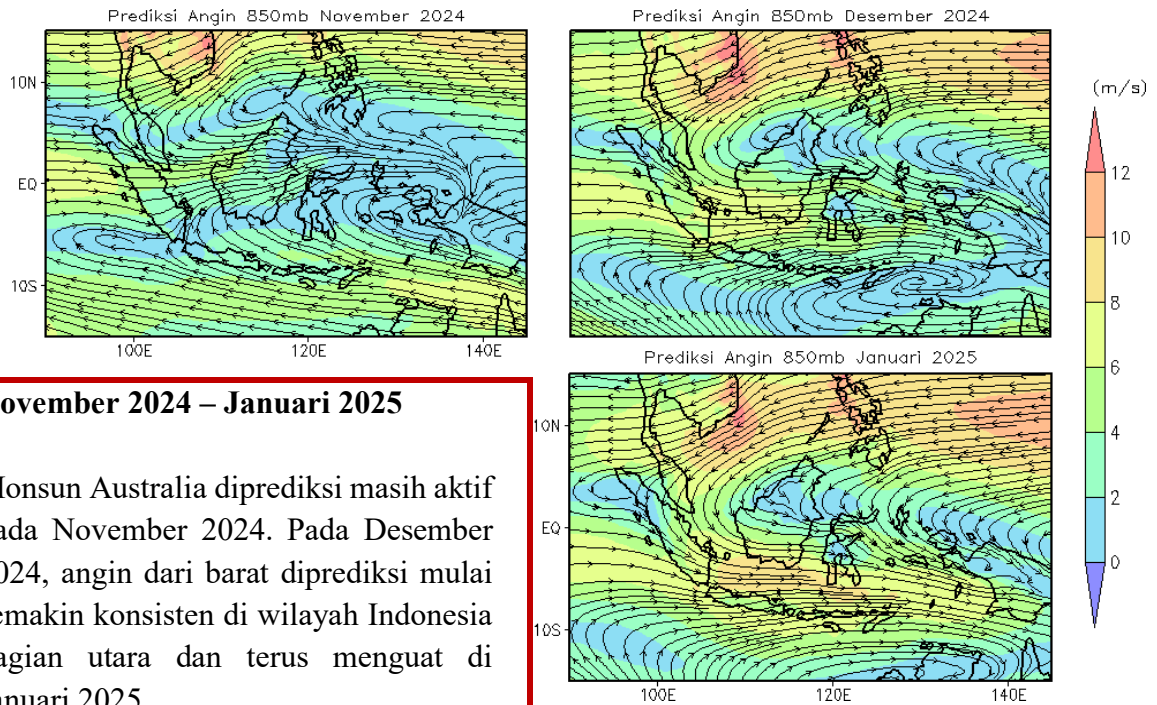 Prediksi Angin 850mb November 2024
Prediksi Angin 850mb Desember 2024
(m/s)
10N
EQ
10S
100E
120E
140E
12
10
8
6
4
2
0
Prediksi Angin 850mb Januari 2025
10N
EQ
10S
100E
120E
140E
ovember 2024 – Januari 2025
onsun Australia diprediksi masih aktif
ada November 2024. Pada Desember
024, angin dari barat diprediksi mulai
emakin konsisten di wilayah Indonesia
agian utara dan terus menguat di
anuari 2025